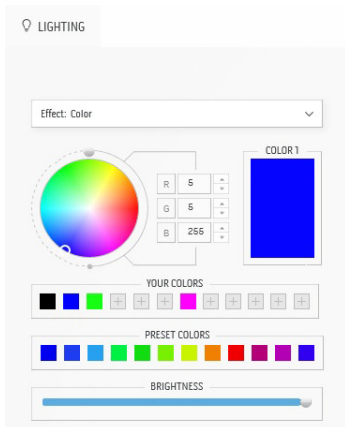 LIGHTING
Effect: Color
COLOR 1
R 5
G 5
B 255
YOUR COLORS
PRESET COLORS
BRIGHTNESS